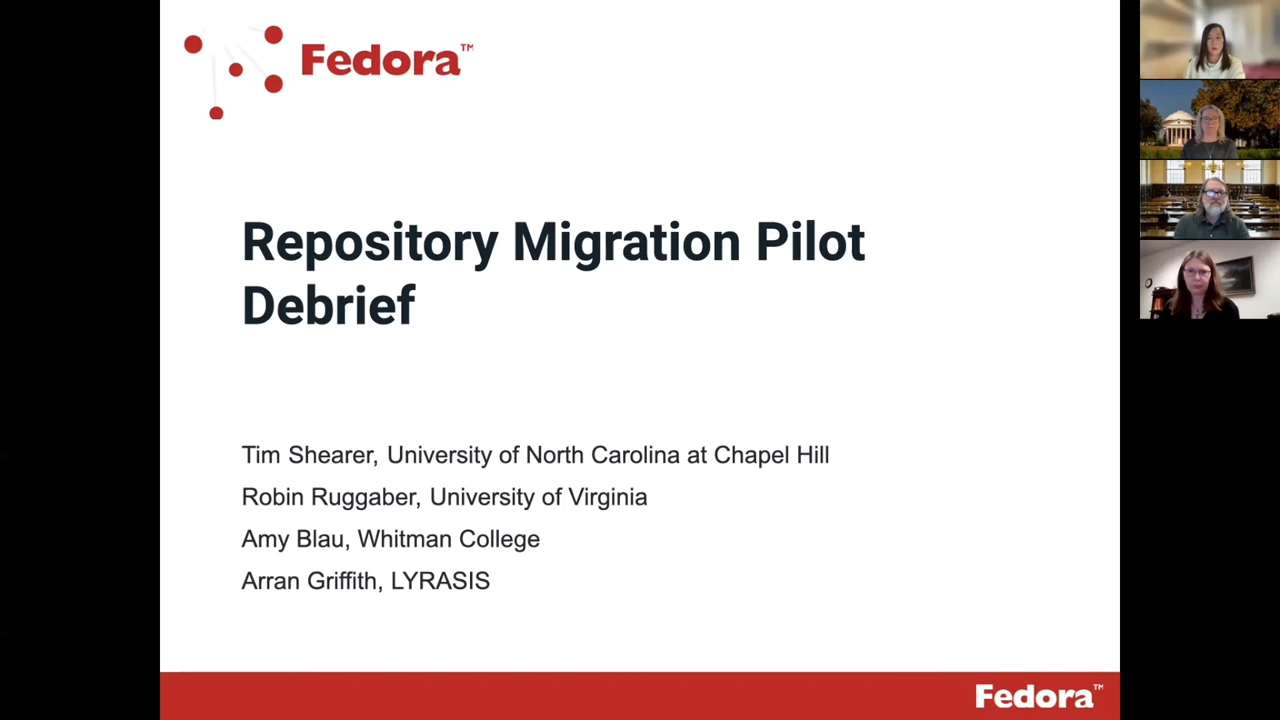 Fedora™
Repository Migration Pilot
Debrief
Tim Shearer, University of North Carolina at Chapel Hill
Robin Ruggaber, University of Virginia
Amy Blau, Whitman College
Arran Griffith, LYRASIS
Fedora™